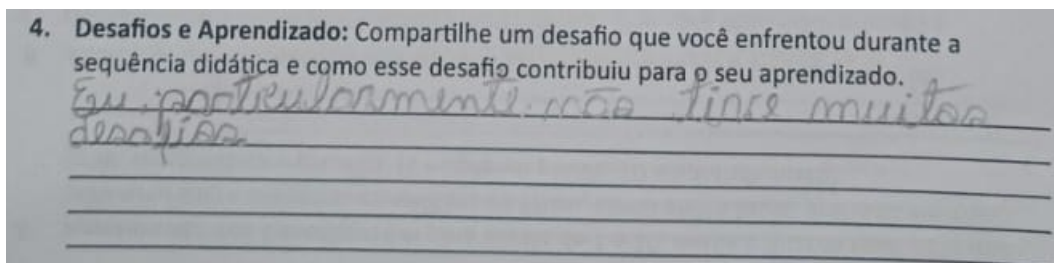 4. Desafios e Aprendizado: Compartilhe um desafio que você enfrentou durante a
sequência didática e como esse desafio contribuiu para o seu aprendizado.
Eu particularmente não tive muitos
desafios